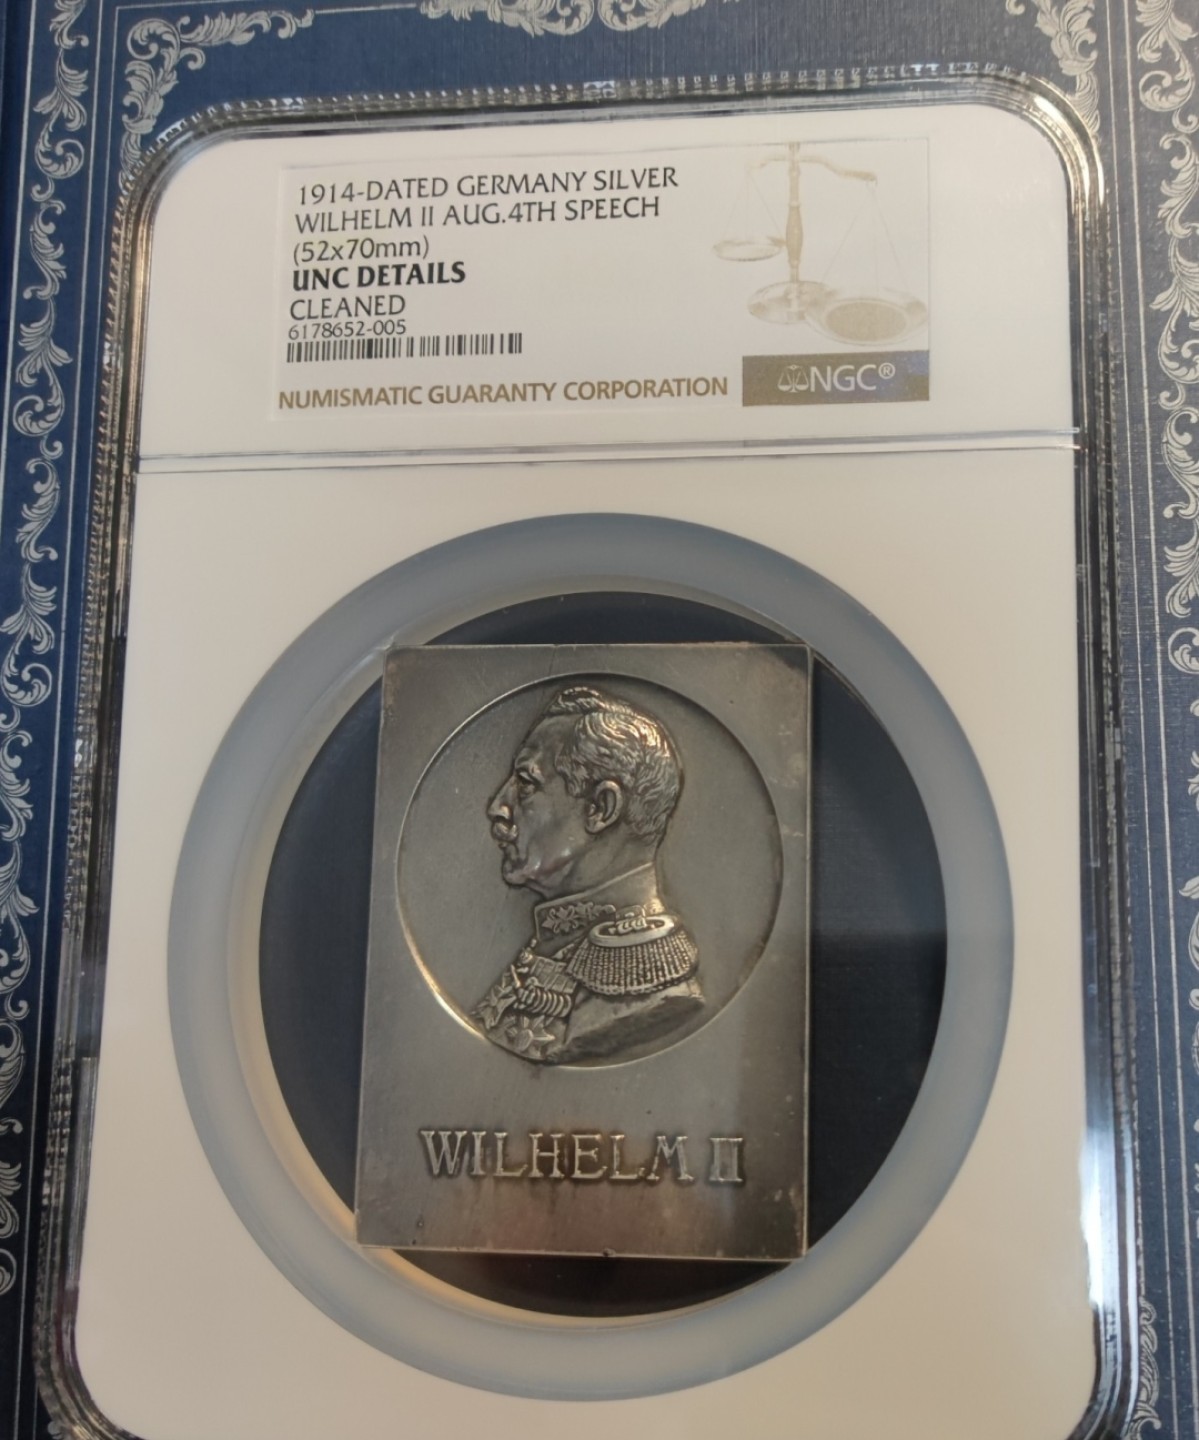 1914-DATED GERMANY SILVER
WILHELM II AUG.4TH SPEECH
(52x70mm)
UNC DETAILS
CLEANED
6178652-005
NUMISMATIC GUARANTY CORPORATION
NGC®
WILHELM II